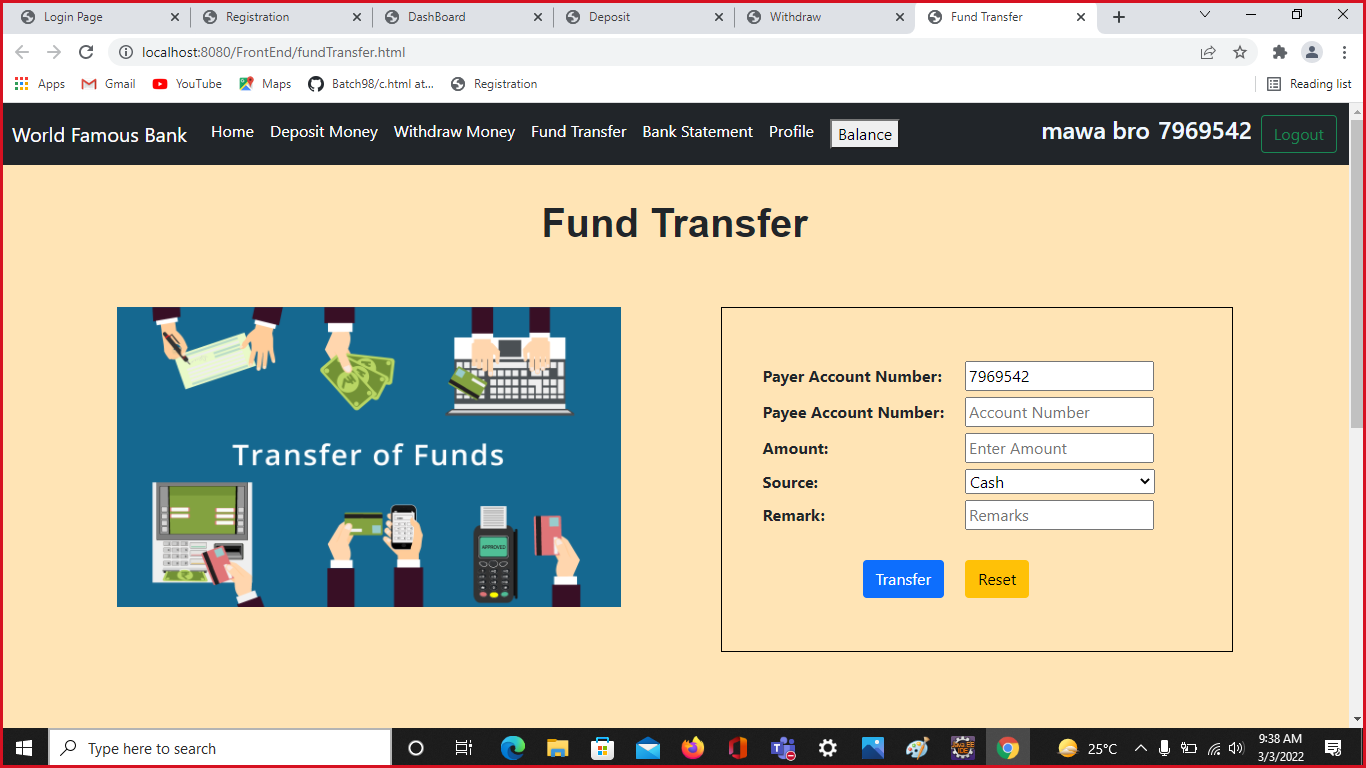 Login Page
Registration
DashBoard
Deposit
Withdraw
Fund Transfer
localhost:8080/FrontEnd/fundTransfer.html
Apps
Gmail
YouTube
Maps
Batch98/c.html at...
Registration
Reading list
World Famous Bank
Home
Deposit Money
Withdraw Money
Fund Transfer
Bank Statement
Profile
Balance
mawa bro 7969542
Logout
Fund Transfer
Transfer of Funds
APPROVED
Payer Account Number:
7969542
Payee Account Number:
Account Number
Amount:
Enter Amount
Source:
Cash
Remark:
Remarks
Transfer
Reset
Type here to search
25°C
9:38 AM
3/3/2022